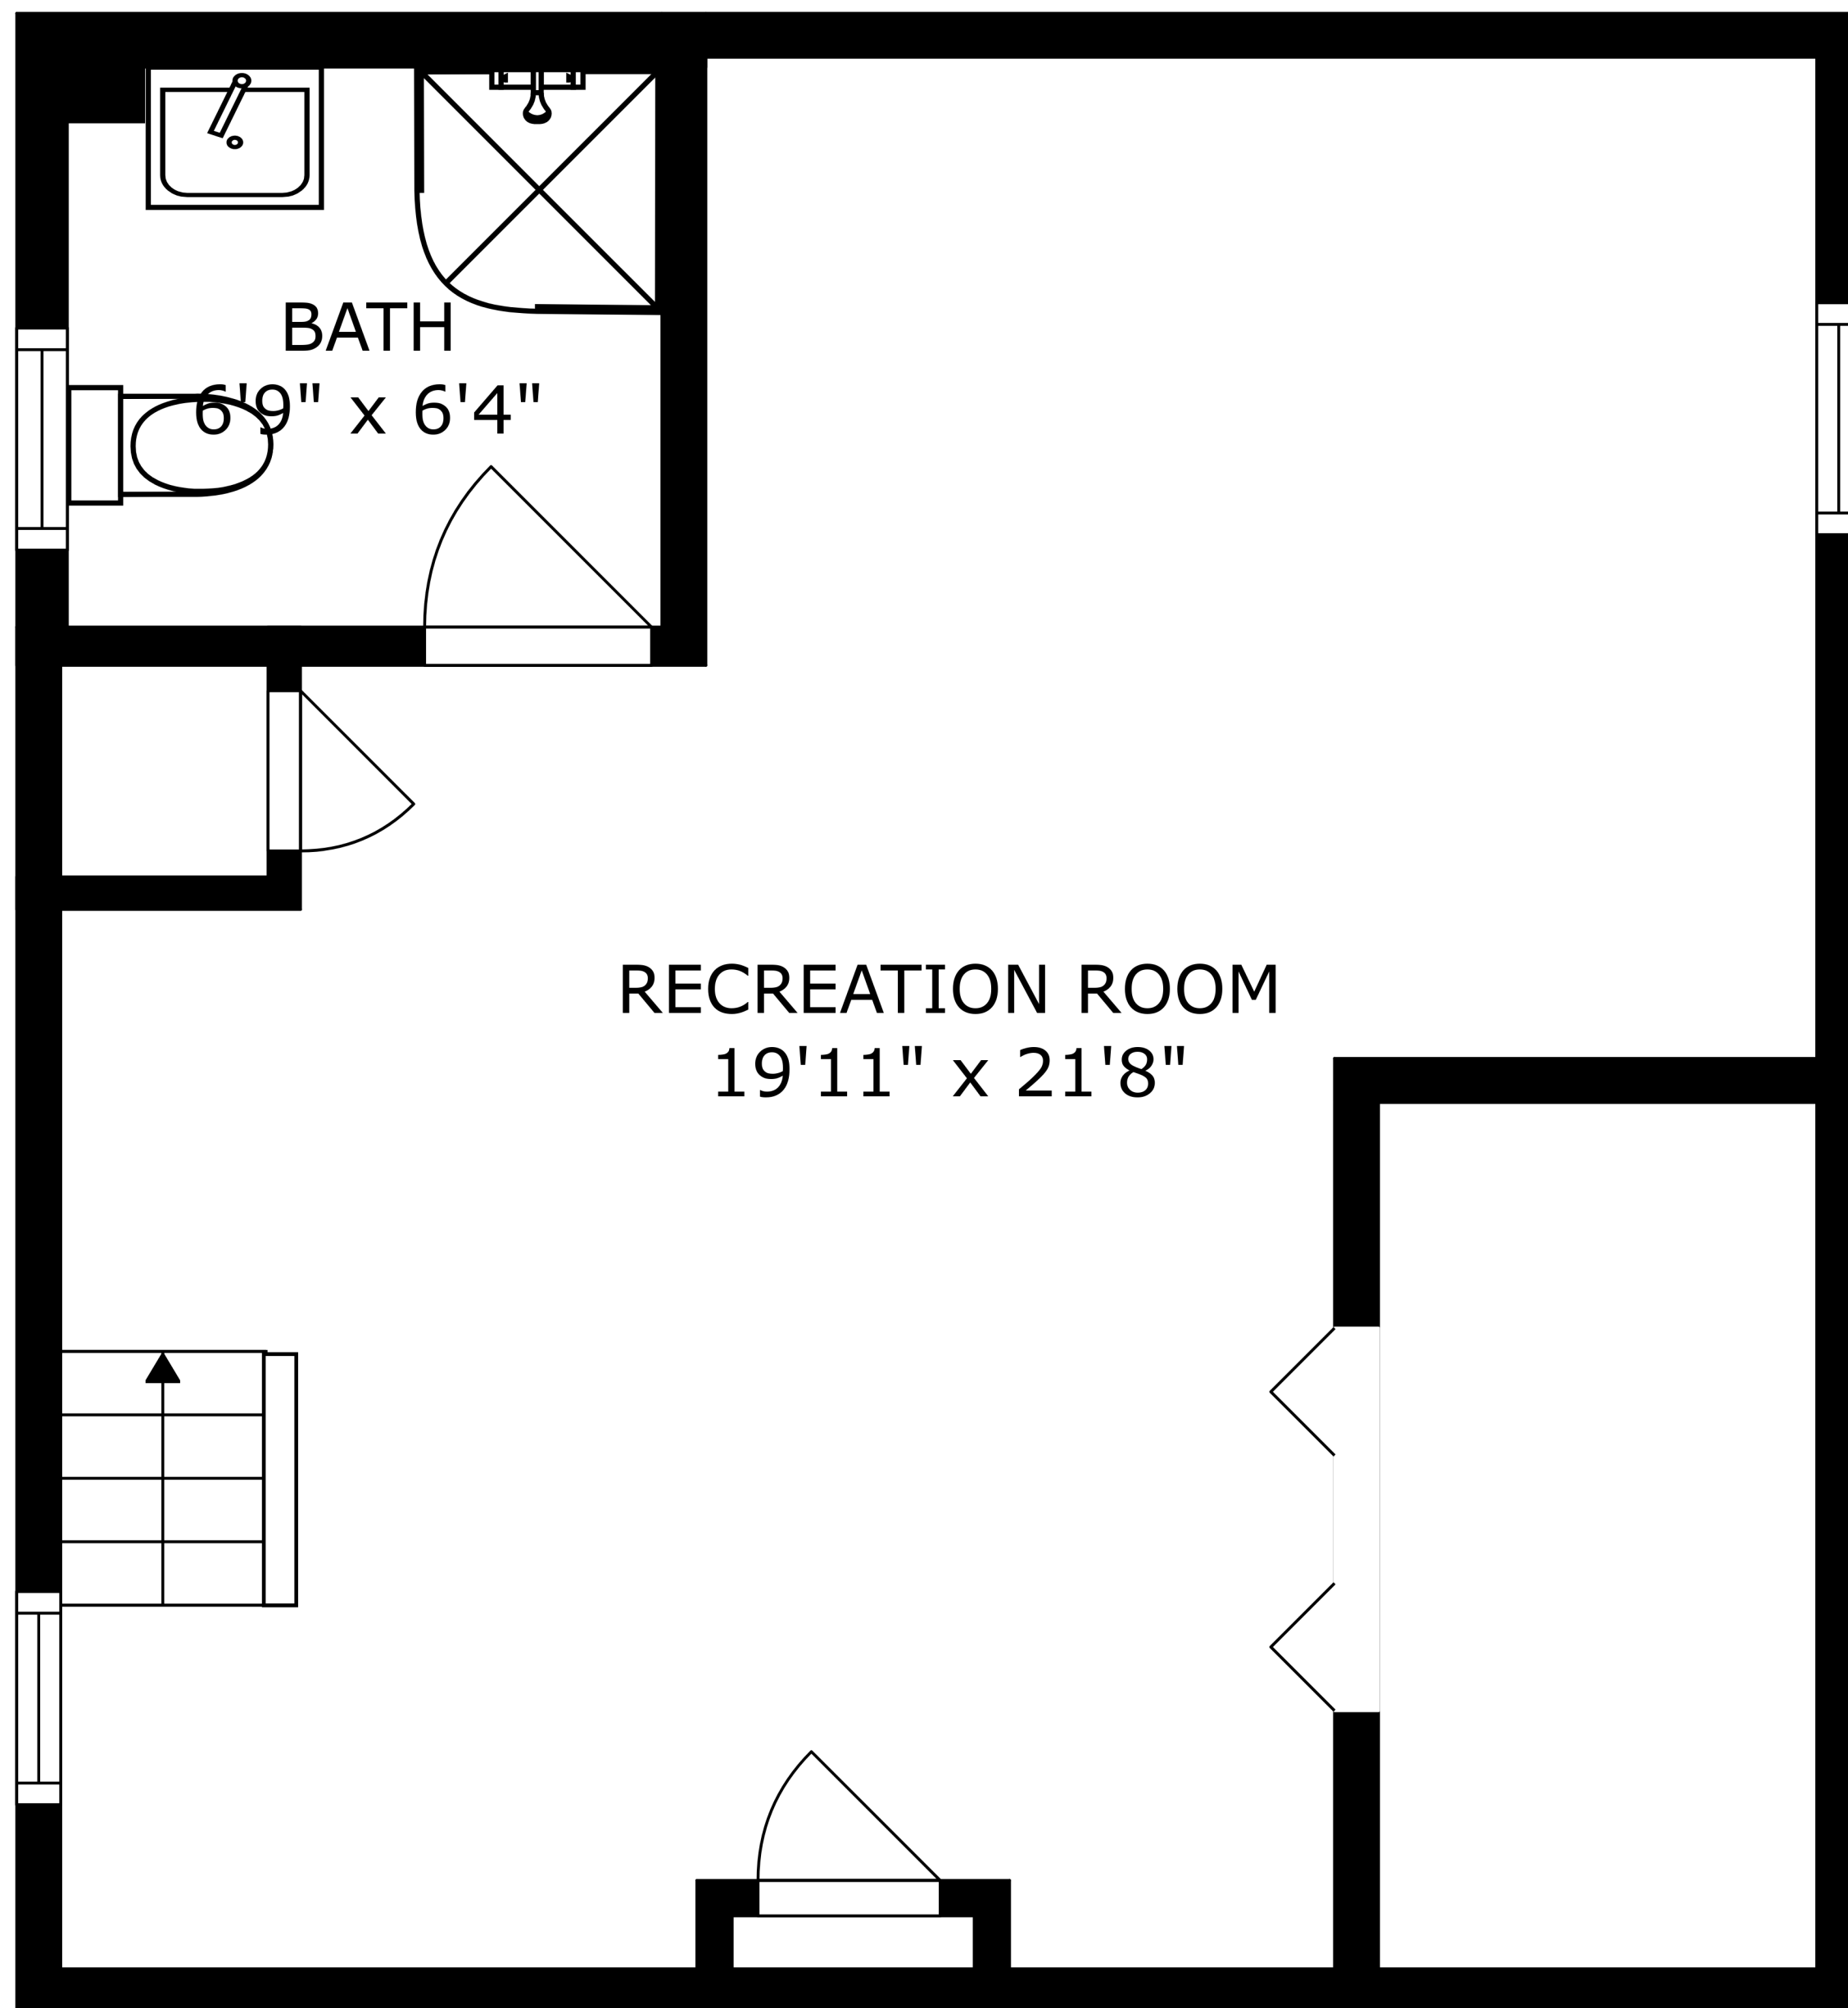 BATH
6'9" x 6'4"
RECREATION ROOM
19'11" x 21'8"